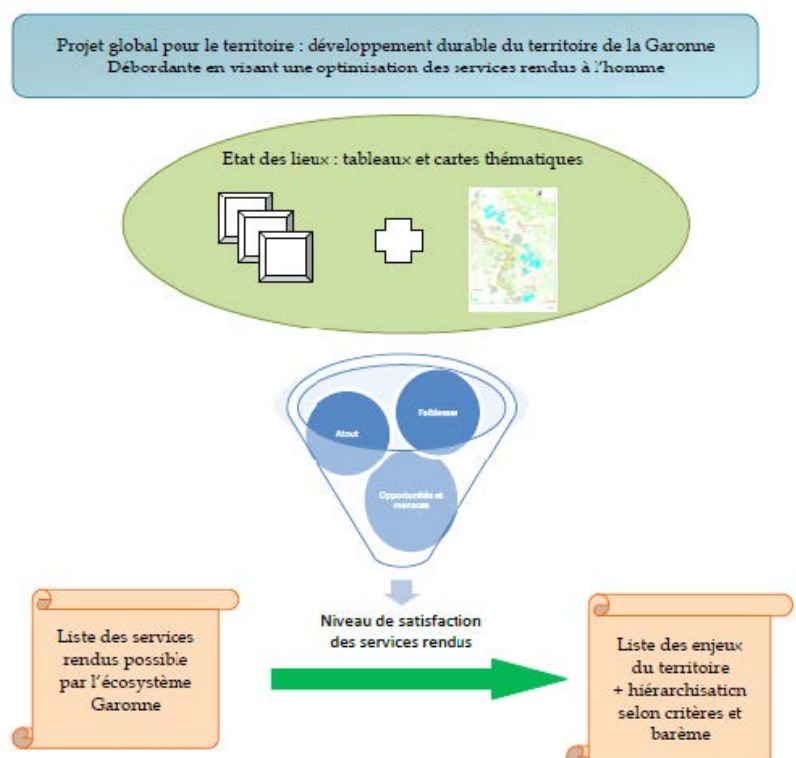 Projet global pour le territoire : développement durable du territoire de la Garonne
Débordante en visant une optimisation des services rendus à l'homme
Etat des lieux : tableaux et cartes thématiques
Atout
Faiblesses
Opportunités et
menaces
Niveau de satisfaction
des services rendus
Liste des services
rendus possible
par l'écosystème
Garonne
Liste des enjeux
du territoire
+ hiérarchisation
selon critères et
barème